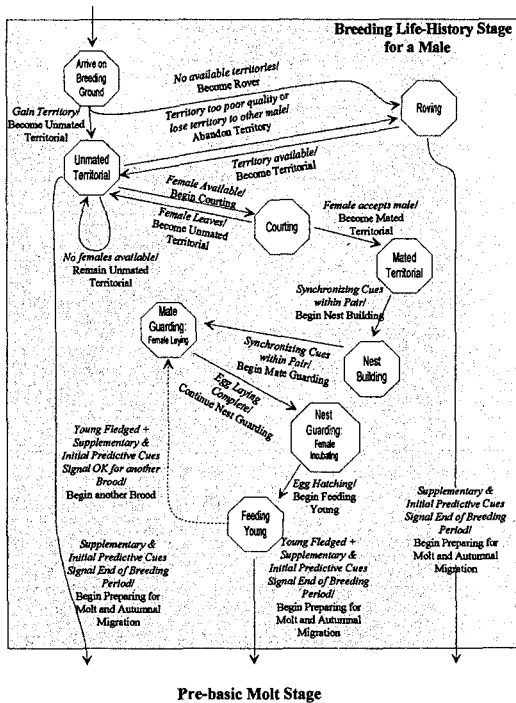 Breeding Life-History Stage
for a Male
Arrive on
Breeding
Ground
No available territories/
Become Rover
Territory too poor quality or
lose territory to other male/
Abandon Territory
Roving
Gain Territory/
Become Unmated
Territorial
Unmated
Territorial
Territory available/
Become Territorial
Female Available/
Begin Courting
Female Leaves/
Become Unmated
Territorial
Courting
Female accepts male/
Become Mated
Territorial
No females available/
Remain Unmated
Territorial
Mated
Territorial
Synchronizing Cues
within Pair/
Begin Nest Building
Mate
Guarding:
Female Laying
Synchronizing Cues
within Pair/
Begin Mate Guarding
Nest
Building
Egg Laying
Complete/
Continue Nest Guarding
Nest
Guarding:
Female
Incubating
Young Fledged +
Supplementary &
Initial Predictive Cues
Signal OK for another
Brood/
Begin another Brood
Egg Hatching/
Begin Feeding
Young
Feeding
Young
Supplementary &
Initial Predictive Cues
Signal End of Breeding
Period/
Begin Preparing for
Molt and Autumnal
Migration
Young Fledged +
Supplementary &
Initial Predictive Cues
Signal End of Breeding
Period/
Begin Preparing for
Molt and Autumnal
Migration
Supplementary &
Initial Predictive Cues
Signal End of Breeding
Period/
Begin Preparing for
Molt and Autumnal
Migration
Pre-basic Molt Stage